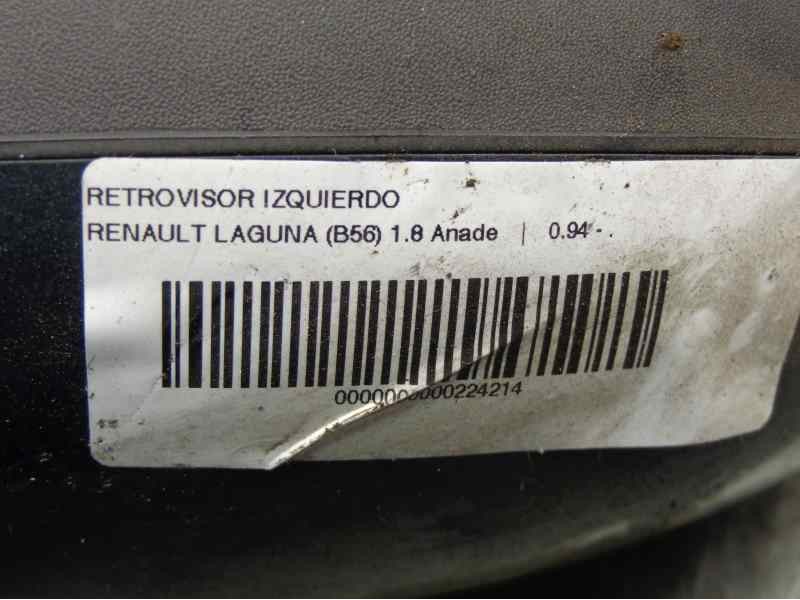 RETROVISOR IZQUIERDO
RENAULT LAGUNA (B56) 1.8 Anade | 0.94 - .
0000000000224214